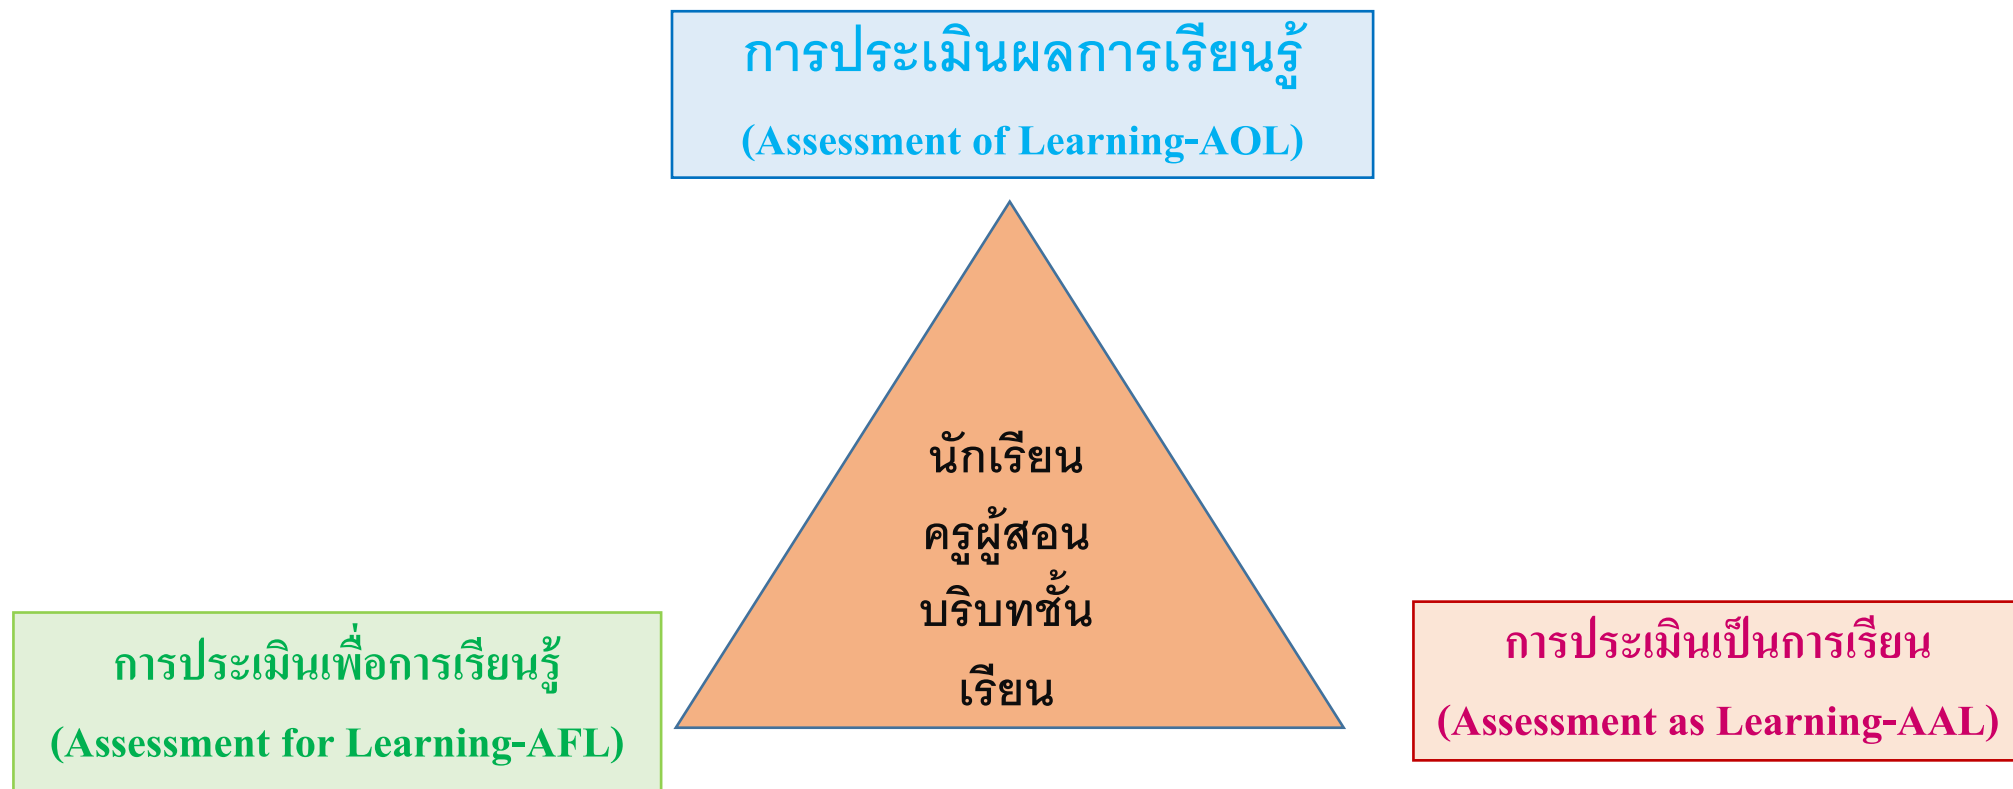 การประเมินผลการเรียนรู้
(Assessment of Learning-AOL)
นักเรียน
ครูผู้สอน
บริบทชั้น
เรียน
การประเมินเพื่อการเรียนรู้
(Assessment for Learning-AFL)
การประเมินเป็นการเรียน
(Assessment as Learning-AAL)